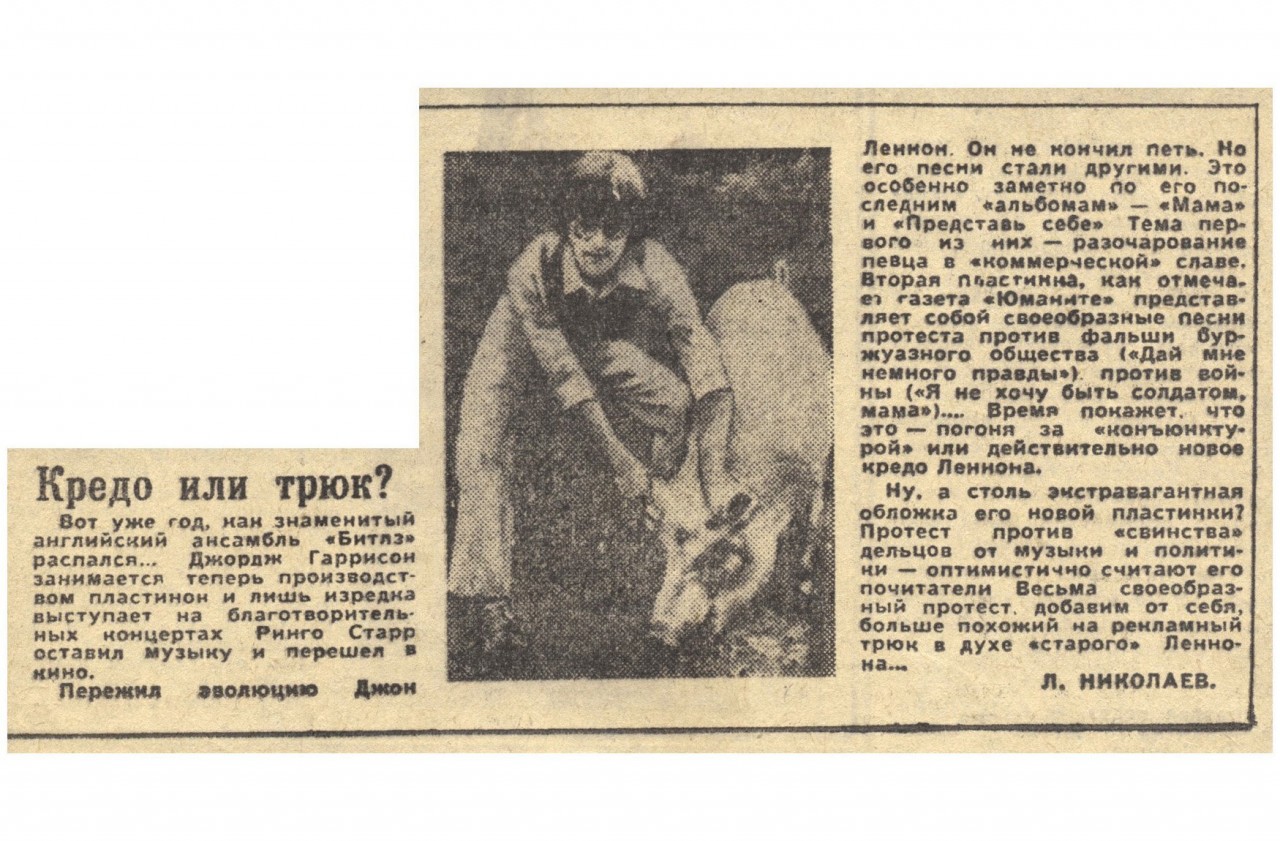 Кредо или трюк?
Вот уже год, как знаменитый
английский ансамбль «Битлз»
распался... Джордж Гаррисон
занимается теперь производст-
вом пластинок и лишь изредка
выступает на благотворитель-
ных концертах Ринго Старр
оставил музыку и перешел в
кино.
Пережил эволюцию Джон
Леннон. Он не кончил петь. Но
его песни стали другими. Это
особенно заметно по его по-
следним «альбомам» — «Мама»
и «Представь себе» Тема пер-
вого из них — разочарование
певца в «коммерческой» славе.
Вторая пластинка, как отмеча-
ет газета «Юманите» представ-
ляет собой своеобразные песни
протеста против фальши бур-
жуазного общества («Дай мне
немного правды»). против вой-
ны («Я не хочу быть солдатом,
мама»).... Время покажет. что
это — погоня за «конъюнкту-
рой» или действительно новое
кредо Леннона.
Ну, а столь экстравагантная
обложка его новой пластинки?
Протест против «свинства»
дельцов от музыки и полити-
ки — оптимистично считают его
почитатели Весьма своеобраз-
ный протест. добавим от себя,
больше похожий на рекламный
трюк в духе «старого» Ленно-
на...
Л. НИКОЛАЕВ.